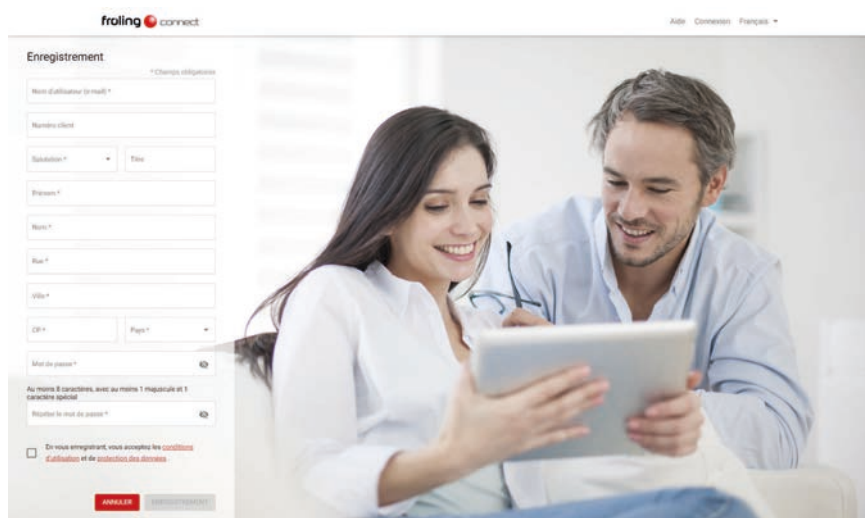 froling connect
Aide Connexion Français
Enregistrement
* Champs obligatoires
Nom d'utilisateur (e-mail) *
Numéro client
Salutation * Titre
Prénom *
Nom *
Rue *
Ville *
CP * Pays *
Mot de passe *
Au moins 8 caractères, avec au moins 1 majuscule et 1
caractère spécial
Répéter le mot de passe *
En vous enregistrant, vous acceptez les conditions
d'utilisation et de protection des données
ANNULER ENREGISTREMENT